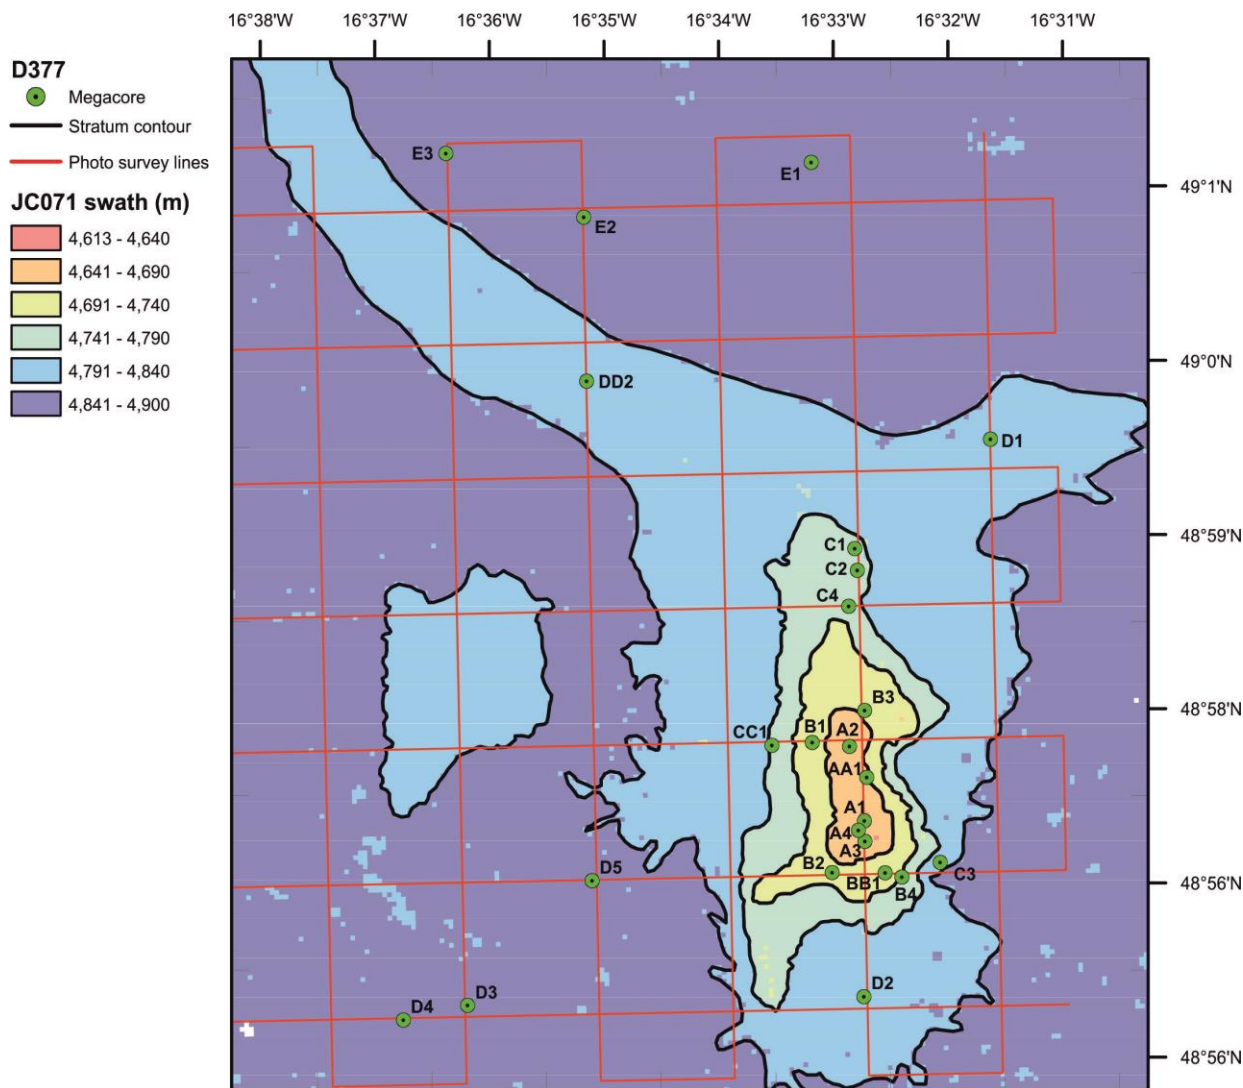 16°38'W 16°37'W 16°36'W 16°35'W 16°34'W 16°33'W 16°32'W 16°31'W
D377
Megacore
Stratum contour
Photo survey lines
JC071 swath (m)
4,613 - 4,640
4,641 - 4,690
4,691 - 4,740
4,741 - 4,790
4,791 - 4,840
4,841 - 4,900
E3
E1
49°1'N
E2
49°0'N
DD2
D1
48°59'N
C1
C2
C4
B3
48°58'N
CC1
B1
A2
AA1
A1
A4
A3
B2
BB1
B4
C3
D5
48°56'N
D2
D3
D4
48°56'N